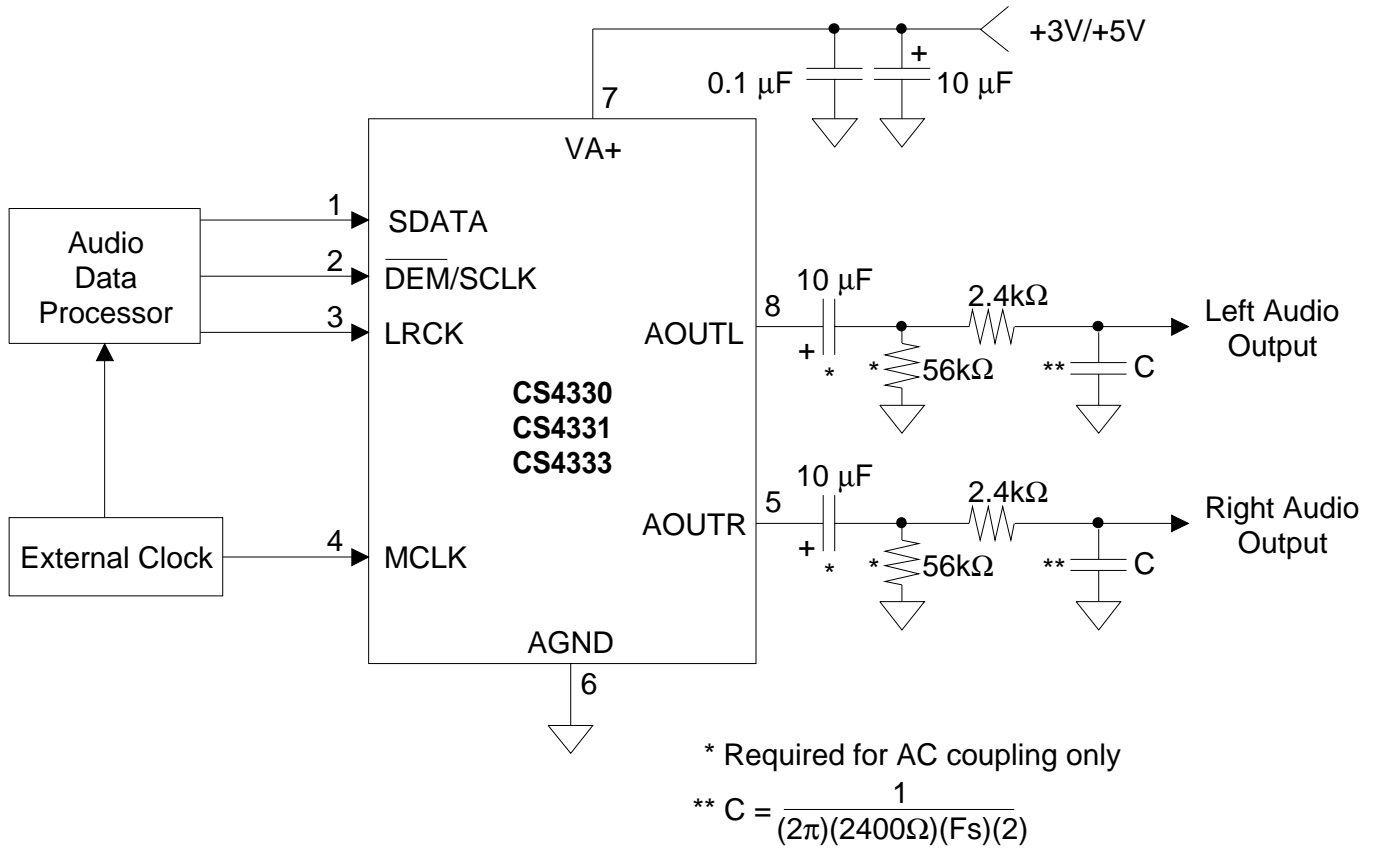 +3V/+5V
0.1 μF
+
10 μF
7
VA+
Audio
Data
Processor
1
SDATA
2
DEM/SCLK
3
LRCK
External Clock
4
MCLK
CS4330
CS4331
CS4333
AOUTL
8
10 μF
+
*
*
56kΩ
2.4kΩ
**
C
Left Audio
Output
AOUTR
5
10 μF
+
*
*
56kΩ
2.4kΩ
**
C
Right Audio
Output
AGND
6
* Required for AC coupling only
** C = 1
(2π)(2400Ω)(Fs)(2)